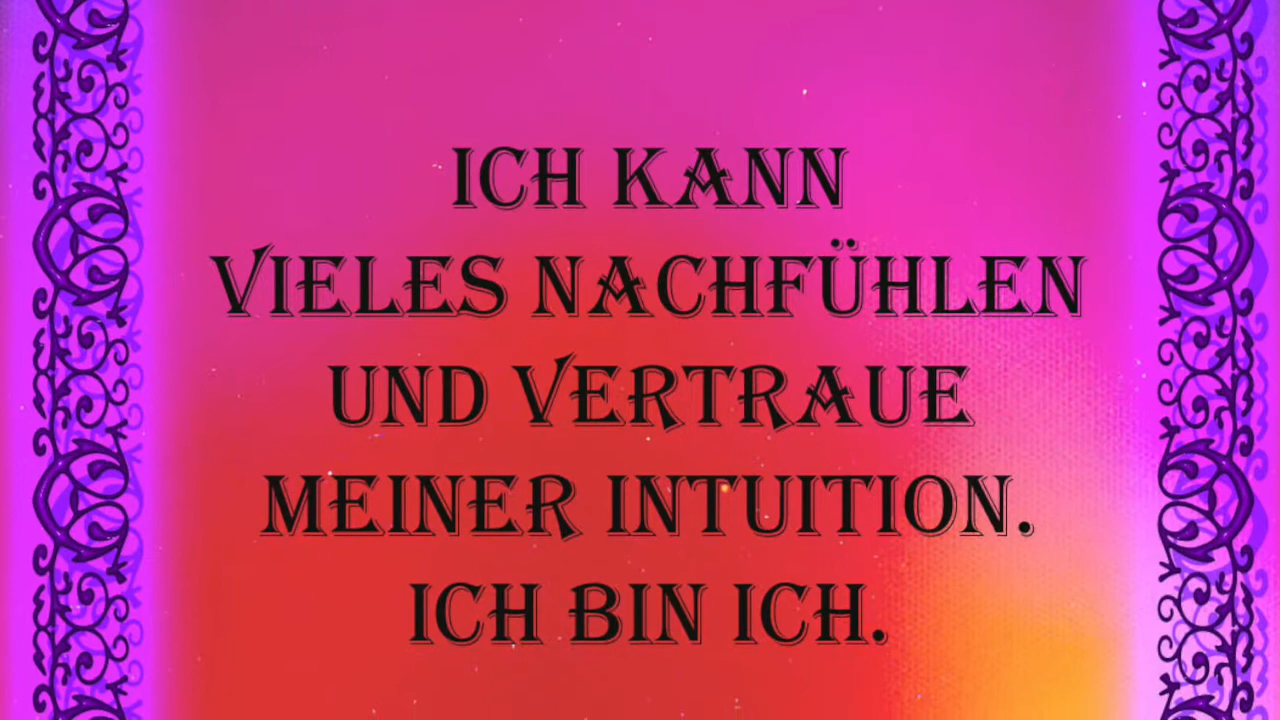 ICH KANN
VIELES NACHFÜHLEN
UND VERTRAUE
MEINER INTUITION.
ICH BIN ICH.